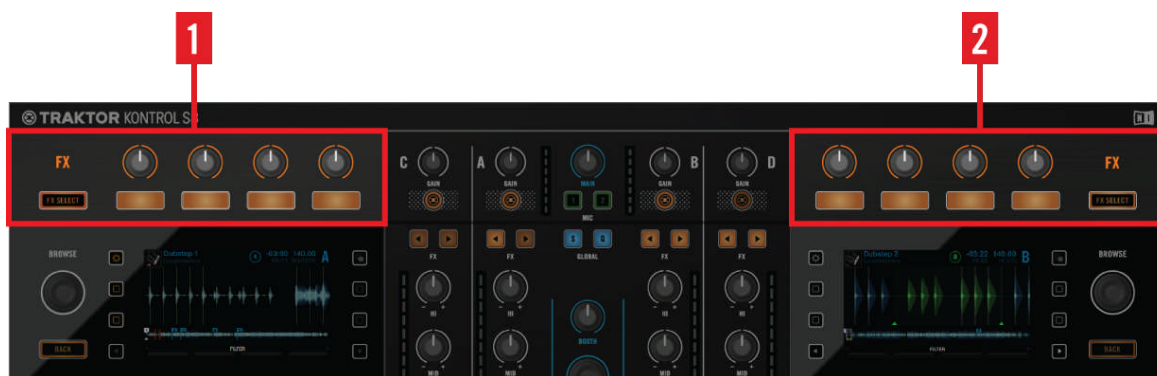 1
2
TRAKTOR KONTROL S8
FX
FX
FX SELECT
FX SELECT
C
A
B
D
GAIN
GAIN
MAIN
GAIN
GAIN
1
2
MIC
BROWSE
Dubstep 1
140.00
A
FX
FX
S
Q
GLOBAL
FX
FX
Dubstep 2
140.00
B
BROWSE
HI
HI
HI
HI
BOOTH
BACK
FILTER
MID
MID
MID
MID
FILTER
BACK